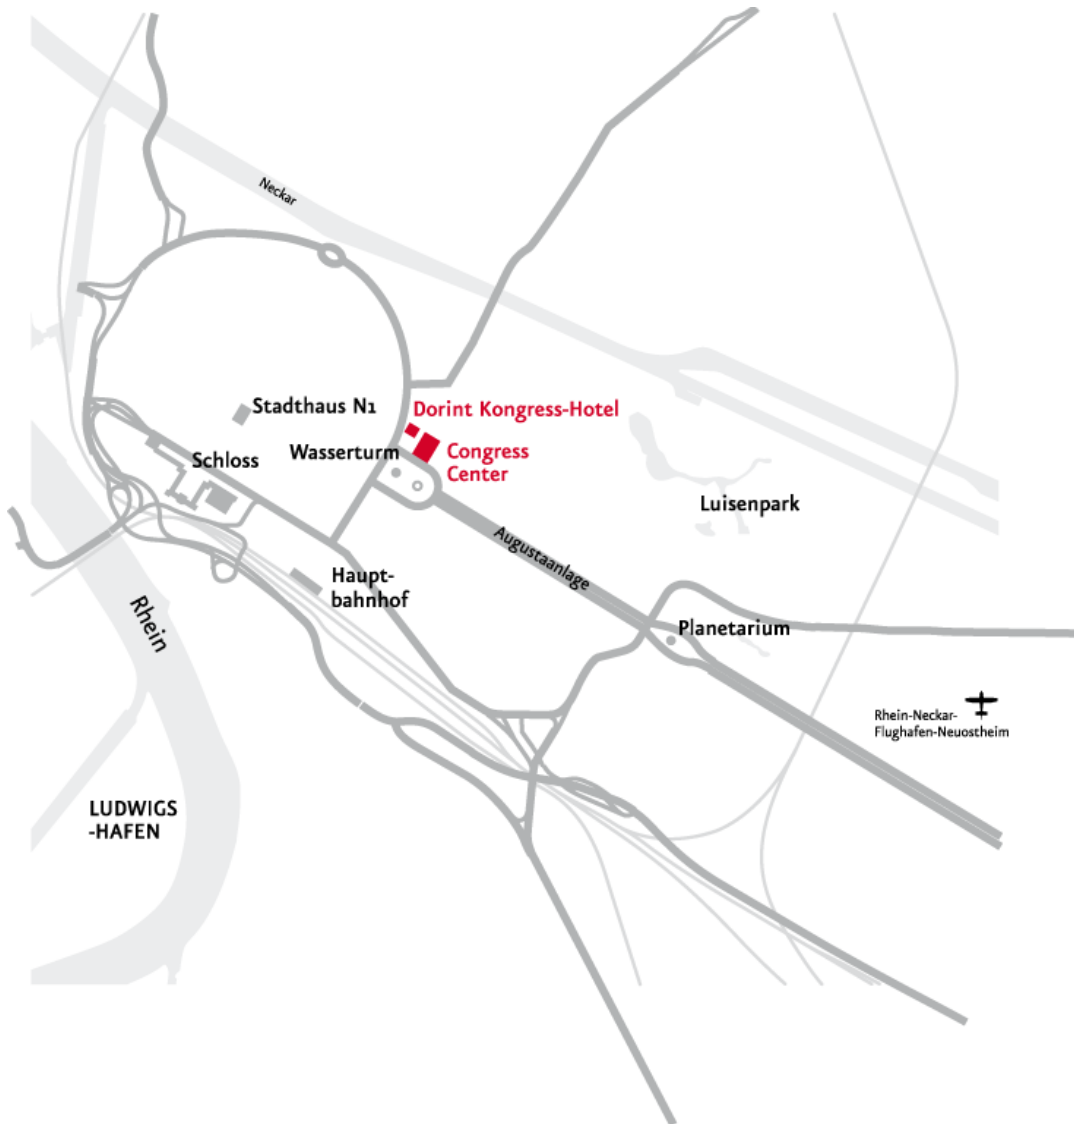 Neckar
Stadthaus N1
Dorint Kongress-Hotel
Wasserturm
Congress
Center
Schloss
Luisenpark
Augustaanlage
Haupt-
bahnhof
Rhein
Planetarium
Rhein-Neckar-
Flughafen-Neuostheim
LUDWIGS
-HAFEN